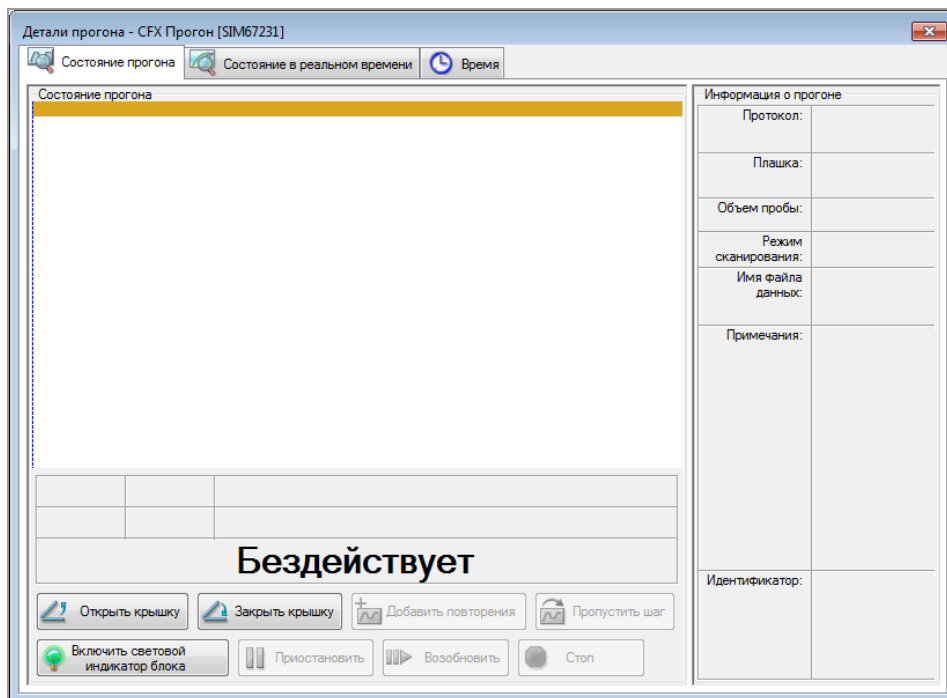 Детали прогона - CFX Прогон [SIM67231]
Состояние прогона
Состояние в реальном времени
Время
Состояние прогона
Информация о прогоне
Протокол:
Плашка:
Объем пробы:
Режим
сканирования:
Имя файла
данных:
Примечания:
Идентификатор:
Бездействует
Открыть крышку
Закрыть крышку
Добавить повторения
Пропустить шаг
Включить световой
индикатор блока
Приостановить
Возобновить
Стоп